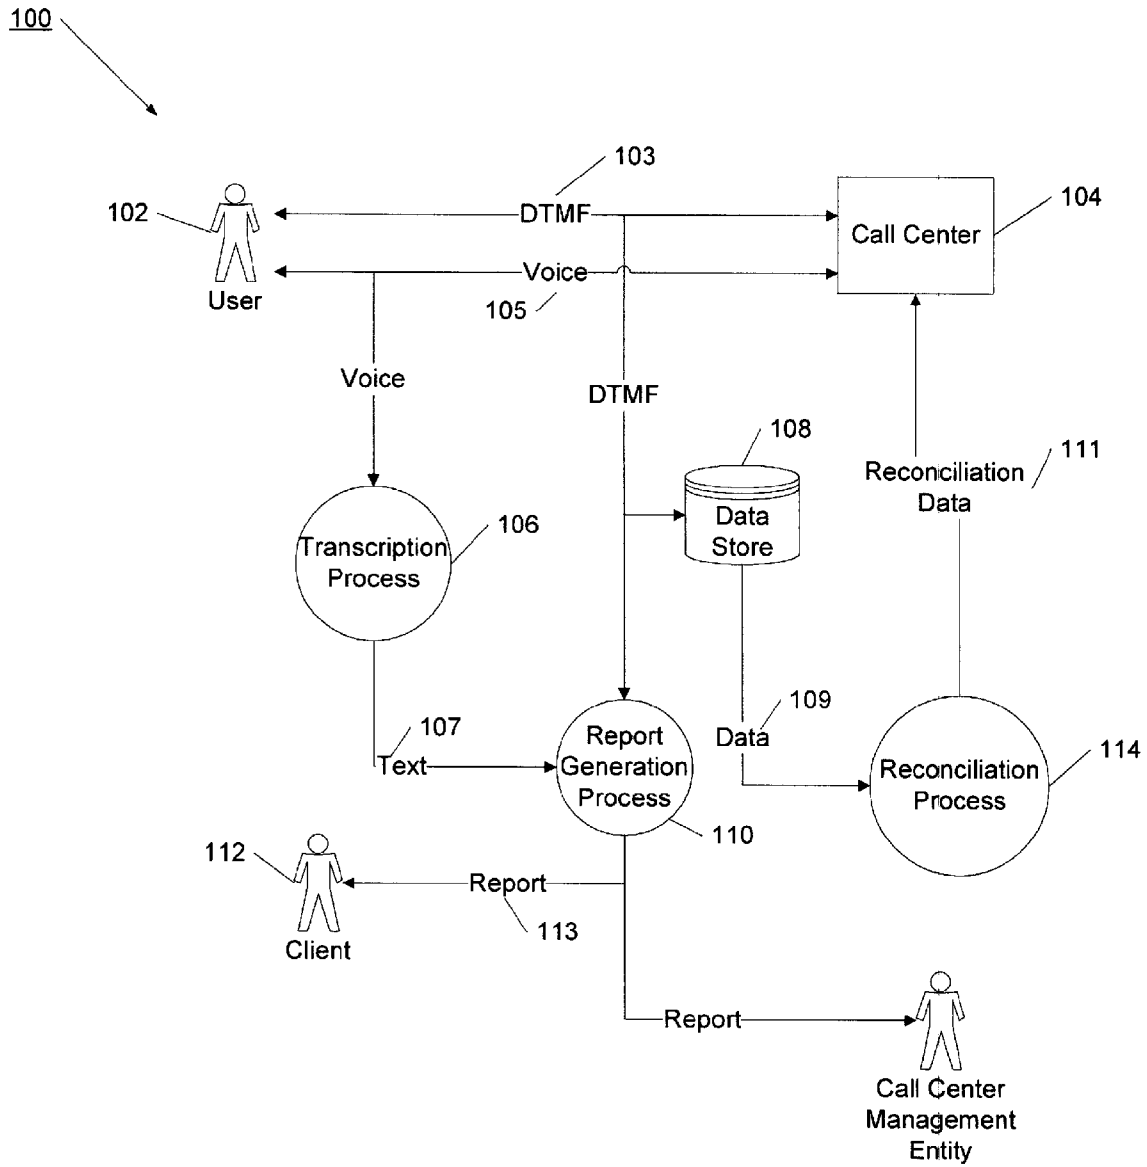 100
103
102
DTMF
104
Call Center
User
Voice
105
Voice
DTMF
108
111
Reconciliation
Data
Data
Store
106
Transcription
Process
107
109
Text
Report
Generation
Process
Data
114
Reconciliation
Process
110
112
Report
113
Client
Report
Call Center
Management
Entity